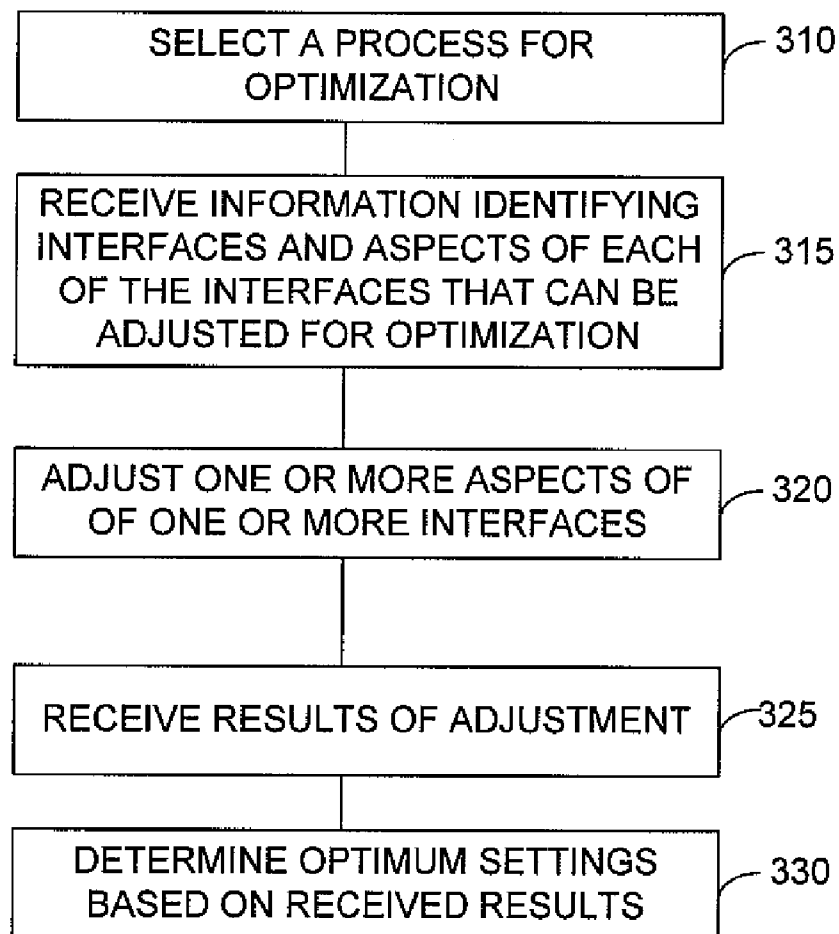 SELECT A PROCESS FOR
OPTIMIZATION
310
RECEIVE INFORMATION IDENTIFYING
INTERFACES AND ASPECTS OF EACH
OF THE INTERFACES THAT CAN BE
ADJUSTED FOR OPTIMIZATION
315
ADJUST ONE OR MORE ASPECTS OF
OF ONE OR MORE INTERFACES
320
RECEIVE RESULTS OF ADJUSTMENT
325
DETERMINE OPTIMUM SETTINGS
BASED ON RECEIVED RESULTS
330